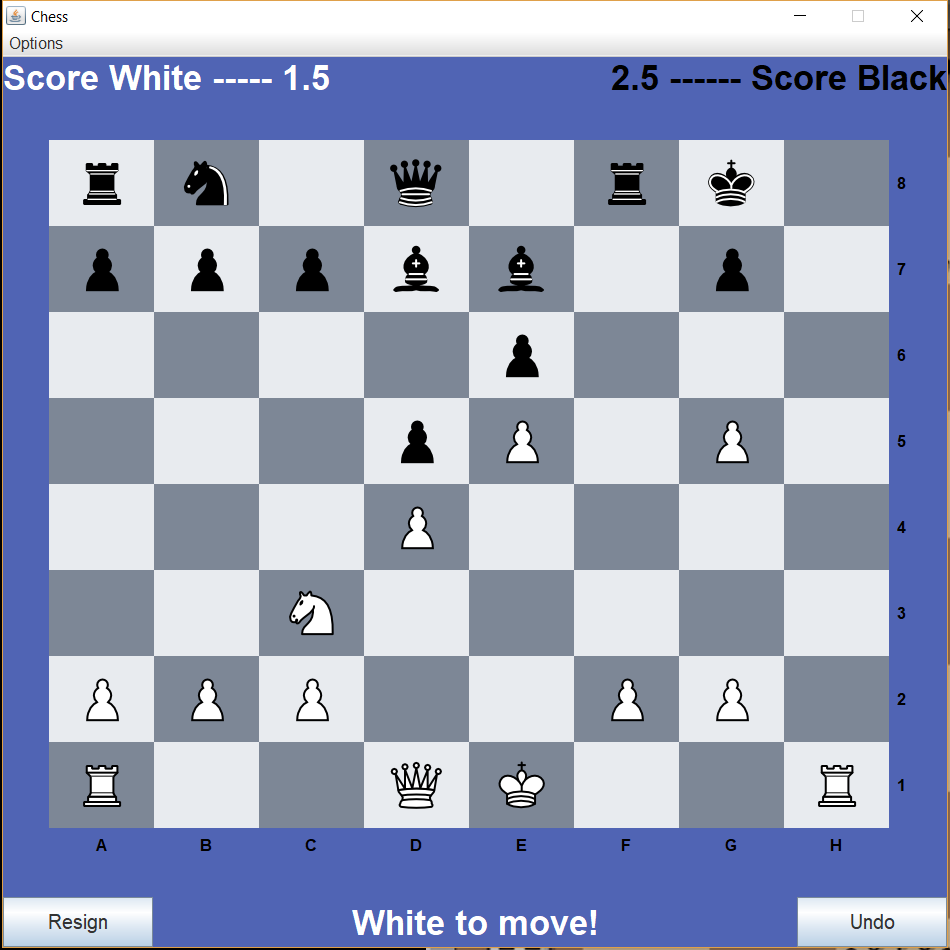 Chess
Options
Score White ----- 1.5
2.5 ------ Score Black
8
7
6
5
4
3
2
1
A B C D E F G H
Resign
White to move!
Undo